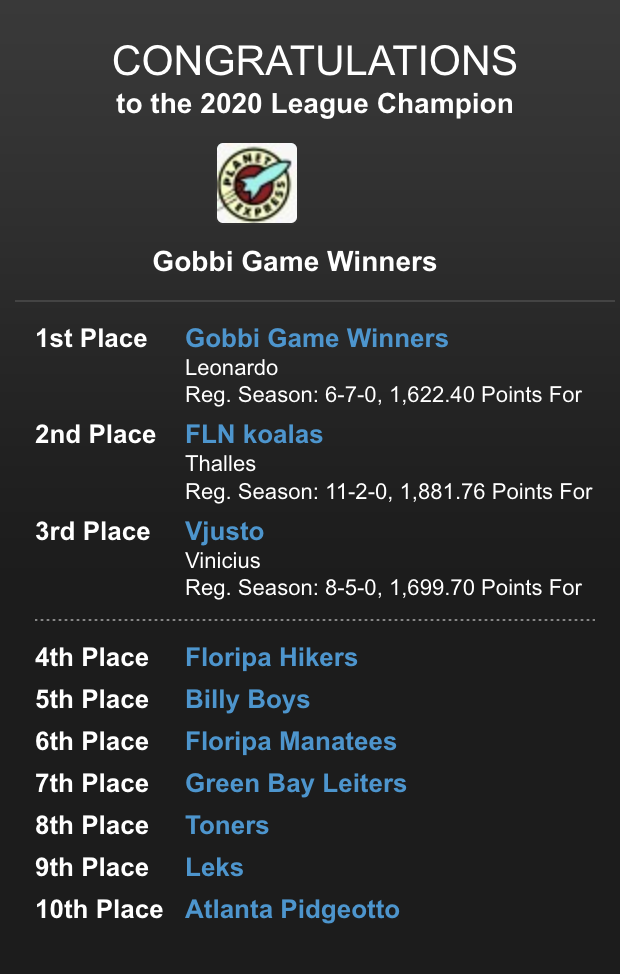 CONGRATULATIONS
to the 2020 League Champion
PLANET
EXPRESS
Gobbi Game Winners
1st Place Gobbi Game Winners
Leonardo
Reg. Season: 6-7-0, 1,622.40 Points For
2nd Place FLN koalas
Thalles
Reg. Season: 11-2-0, 1,881.76 Points For
3rd Place Vjusto
Vinicius
Reg. Season: 8-5-0, 1,699.70 Points For
4th Place Floripa Hikers
5th Place Billy Boys
6th Place Floripa Manatees
7th Place Green Bay Leiters
8th Place Toners
9th Place Leks
10th Place Atlanta Pidgeotto